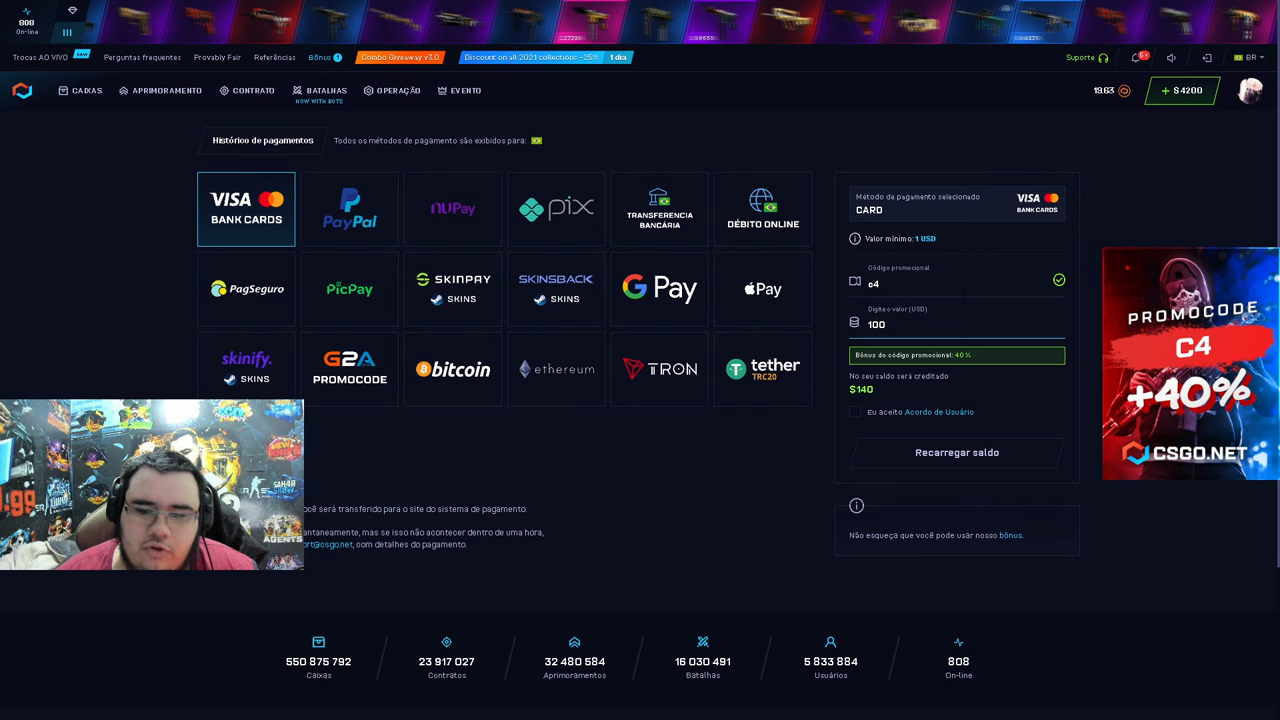 808
On-line
Trocas AO VIVO
NEW
Perguntas frequentes
Provably Fair
Referências
Bônus
Combo Giveaway v3.0
Discount on all 2021 collections -25%
1 dia
Suporte
5+
BR
CAIXAS
APRIMORAMENTO
CONTRATO
BATALHAS
NOW WITH BOTS
OPERAÇÃO
EVENTO
19.63
+ $ 4200
Histórico de pagamentos
Todos os métodos de pagamento são exibidos para:
VISA
BANK CARDS
PayPal
nuPay
pix
TRANSFERENCIA
BANCÁRIA
DÉBITO ONLINE
PagSeguro
PicPay
SKINPAY
SKINS
SKINSBACK
SKINS
G Pay
Pay
skinify.
SKINS
G2A
PROMOCODE
bitcoin
ethereum
TRON
tether
TRC20
Método de pagamento selecionado
CARD
VISA
BANK CARDS
Valor mínimo: 1 USD
Código promocional
c4
Digite o valor (USD)
100
Bônus do código promocional: 40%
No seu saldo será creditado
$140
Eu aceito Acordo de Usuário
Recarregar saldo
Não esqueça que você pode usar nosso bônus.
PROMOCODE
C4
+40%
CSGO.NET
ocê será transferido para o site do sistema de pagamento.
antaneamente, mas se isso não acontecer dentro de uma hora,
ort@csgo.net, com detalhes do pagamento.
AGENTS
550 875 792
Caixas
23 917 027
Contratos
32 480 584
Aprimoramentos
16 030 491
Batalhas
5 833 884
Usuários
808
On-line